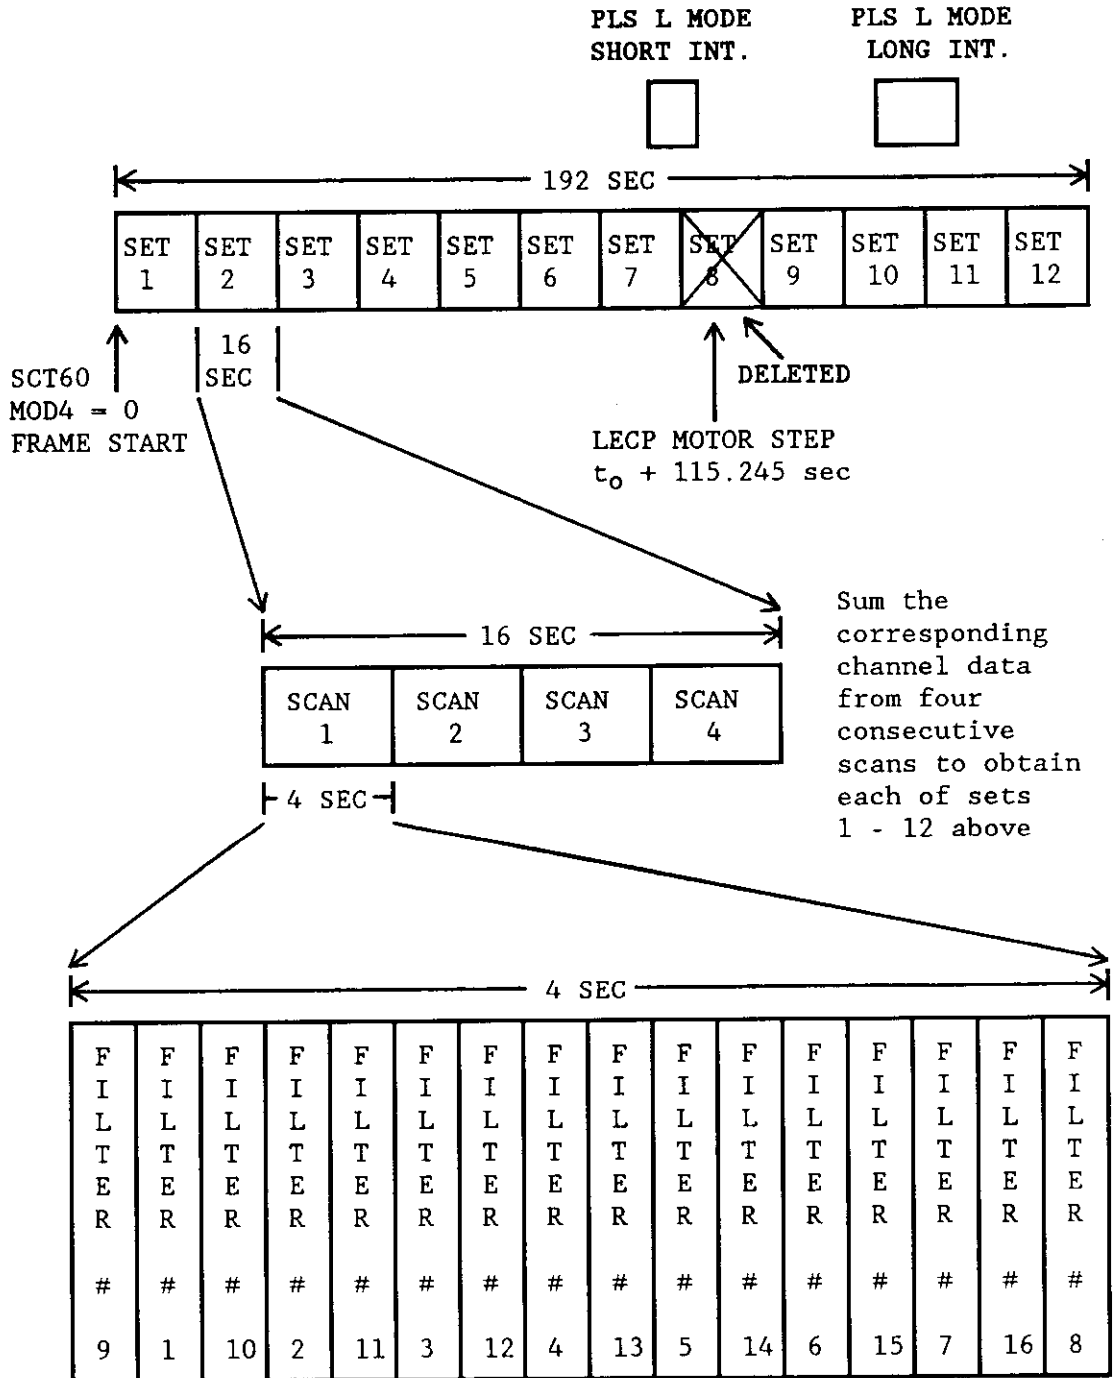 PLS L MODE
SHORT INT.
PLS L MODE
LONG INT.
192 SEC
SET 1
SET 2
SET 3
SET 4
SET 5
SET 6
SET 7
SET 8
SET 9
SET 10
SET 11
SET 12
16
SEC
SCT60
MOD4 = 0
FRAME START
DELETED
LECP MOTOR STEP
to + 115.245 sec
16 SEC
SCAN 1
SCAN 2
SCAN 3
SCAN 4
Sum the
corresponding
channel data
from four
consecutive
scans to obtain
each of sets
1 - 12 above
4 SEC
4 SEC
FILTER # 9
FILTER # 1
FILTER # 10
FILTER # 2
FILTER # 11
FILTER # 3
FILTER # 12
FILTER # 4
FILTER # 13
FILTER # 5
FILTER # 14
FILTER # 6
FILTER # 15
FILTER # 7
FILTER # 16
FILTER # 8